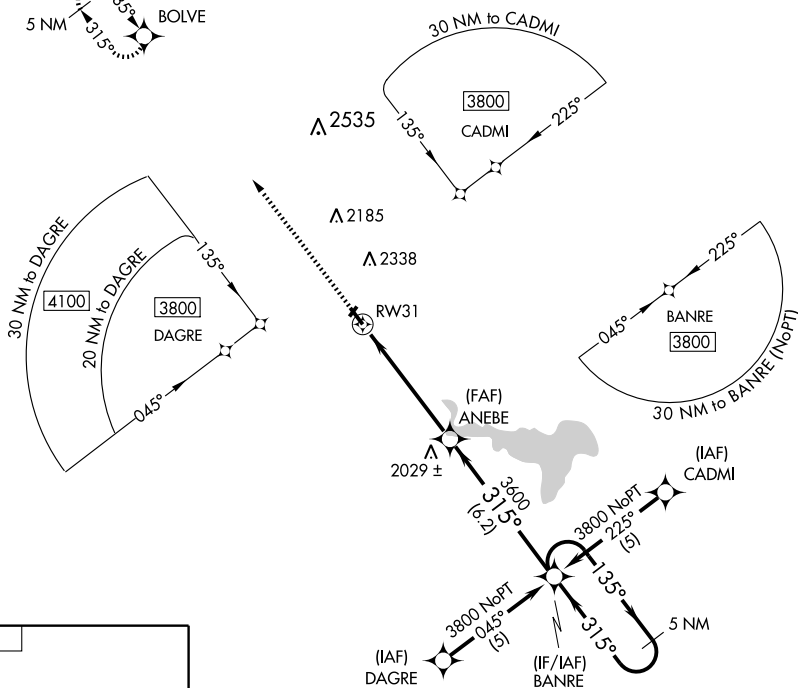 5 NM
315°
BOLVE
30 NM to CADMI
3800
CADMI
135°
225°
2535
2185
2338
RW31
30 NM to DAGRE
20 NM to DAGRE
4100
3800
DAGRE
135°
045°
225°
BANRE
3800
045°
30 NM to BANRE (NoPT)
(FAF)
ANEBE
2029 ±
3600
315°
(6.2)
(IAF)
CADMI
3800 NoPT
225°
(5)
135°
315°
5 NM
3800 NoPT
045°
(5)
(IAF)
DAGRE
(IF/IAF)
BANRE